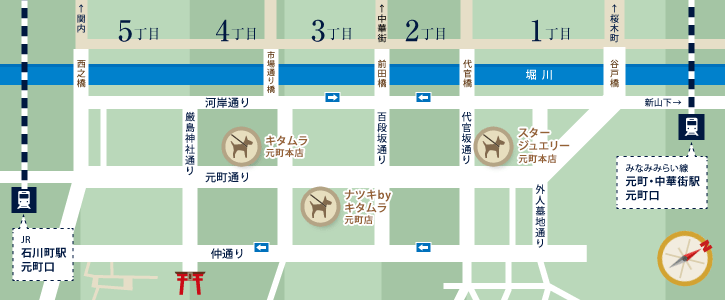 ↑関内
↑中華街
↑桜木町
5丁目
4丁目
3丁目
2丁目
1丁目
西之橋
市場通り橋
前田橋
代官橋
谷戸橋
堀川
河岸通り
新山下→
厳島神社通り
百段坂通り
代官坂通り
キタムラ
元町本店
スター
ジュエリー
元町本店
みなみみらい線
元町・中華街駅
元町口
元町通り
ナツキby
キタムラ
元町店
外人墓地通り
JR
石川町駅
元町口
仲通り
N